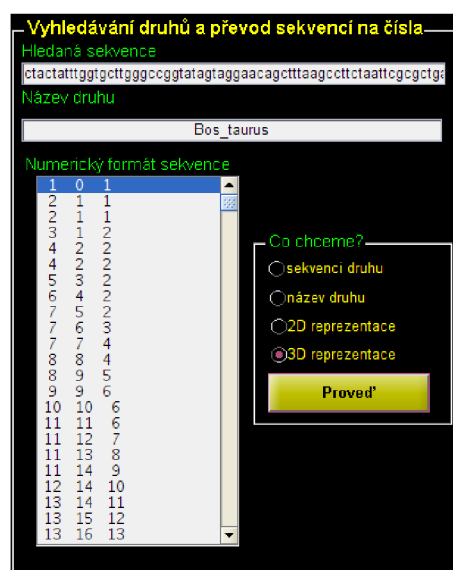 Vyhledávání druhů a převod sekvencí na čísla
Hledaná sekvence
ctactatttggtgcttgggccggtatagtaggaacagctttaagccttctaattcgcgctga
Název druhu
Bos_taurus
Numerický formát sekvence
1 0 1
2 1 1
2 1 1
3 1 2
4 2 2
4 2 2
5 3 2
6 4 2
7 5 2
7 6 3
7 7 4
8 8 4
8 9 5
9 9 6
10 10 6
11 11 6
11 12 7
11 13 8
11 14 9
12 14 10
13 14 11
13 15 12
13 16 13
Co chceme?
sekvenci druhu
název druhu
2D reprezentace
3D reprezentace
Proveď